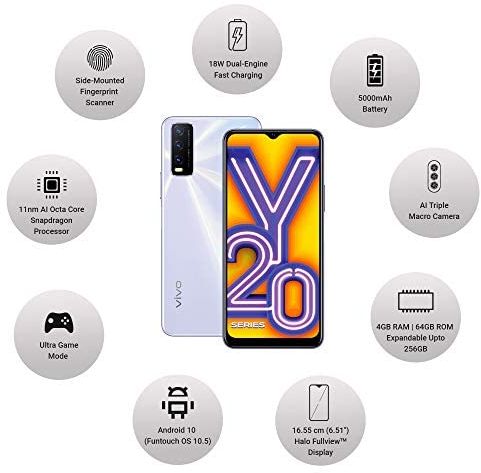 18W Dual-Engine
Fast Charging
Side-Mounted
Fingerprint
Scanner
5000mAh
Battery
11nm AI Octa Core
Snapdragon
Processor
AI Triple
Macro Camera
vivo
Y
20
SERIES
Ultra Game
Mode
4GB RAM | 64GB ROM
Expandable Upto
256GB
Android 10
(Funtouch OS 10.5)
16.55 cm (6.51")
Halo Fullview™
Display